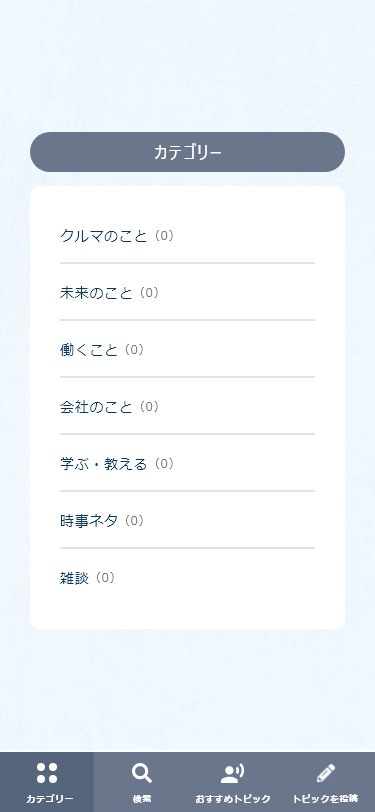 カテゴリー
クルマのこと（0）
未来のこと（0）
働くこと（0）
会社のこと（0）
学ぶ・教える（0）
時事ネタ（0）
雑談（0）
カテゴリー 検索 おすすめトピック トピックを投稿